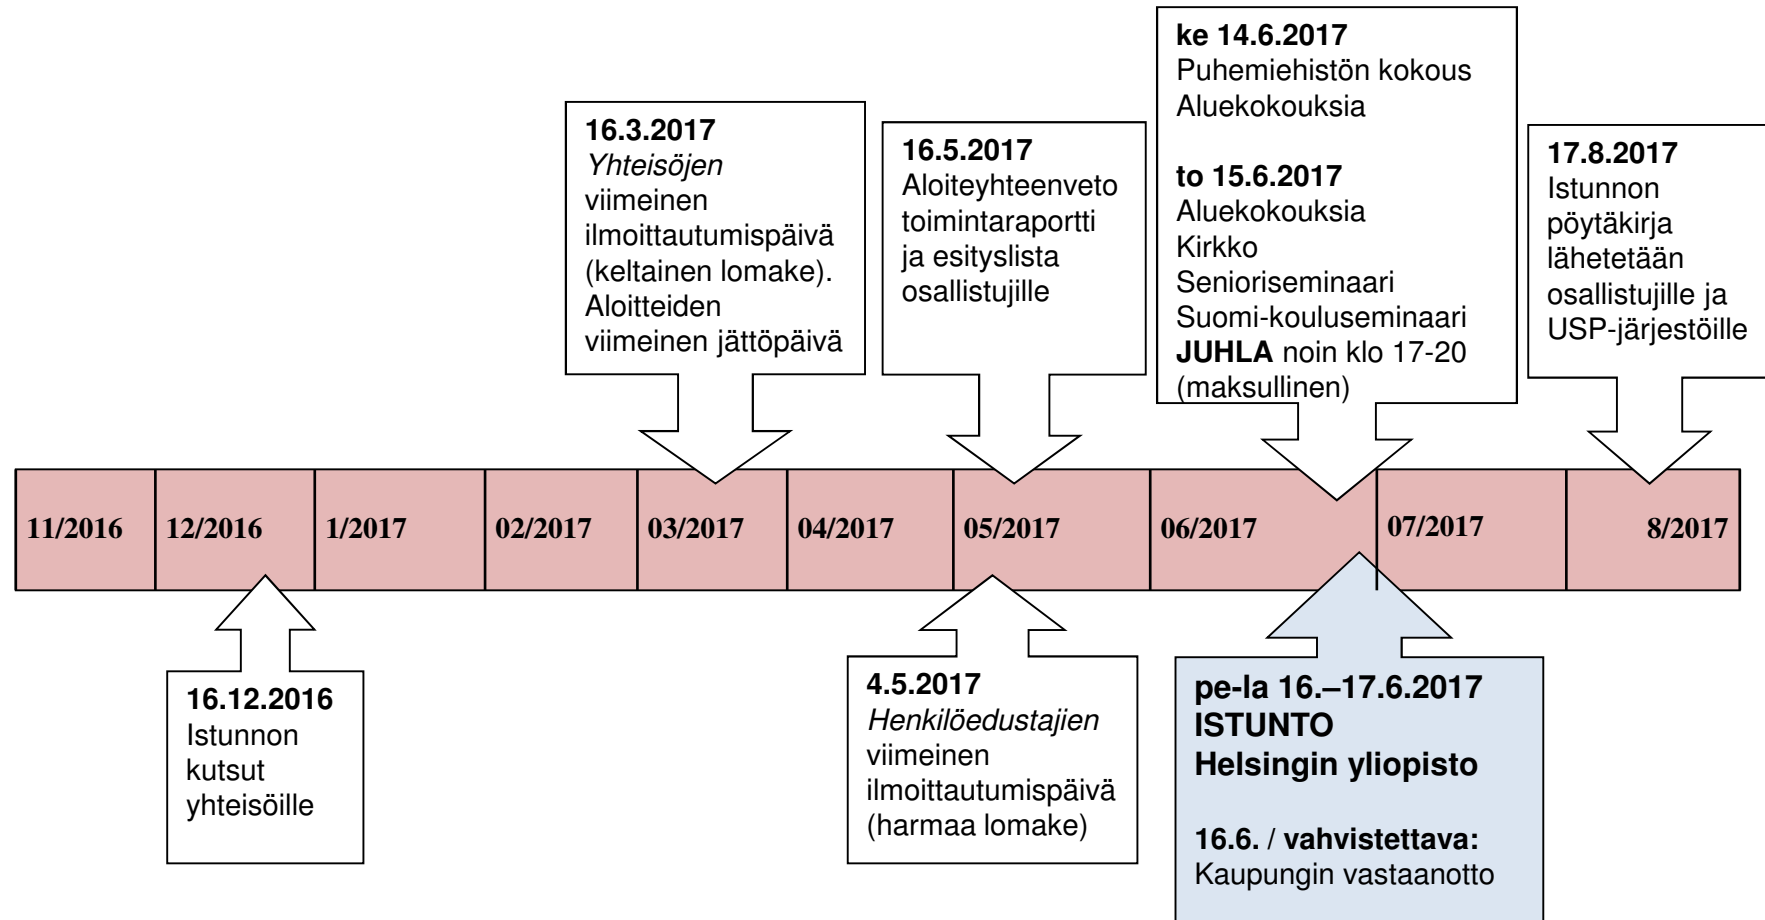 ke 14.6.2017
Puhemiehistön kokous
Aluekokouksia
to 15.6.2017
Aluekokouksia
Kirkko
Senioriseminaari
Suomi-kouluseminaari
JUHLA noin klo 17-20
(maksullinen)
16.3.2017
Yhteisöjen
viimeinen
ilmoittautumispäivä
(keltainen lomake).
Aloitteiden
viimeinen jättöpäivä
16.5.2017
Aloiteyhteenveto
toimintaraportti
ja esityslista
osallistujille
17.8.2017
Istunnon
pöytäkirja
lähetetään
osallistujille ja
USP-järjestöille
11/2016 12/2016 1/2017 02/2017 03/2017 04/2017 05/2017 06/2017 07/2017 8/2017
16.12.2016
Istunnon
kutsut
yhteisöille
4.5.2017
Henkilöedustajien
viimeinen
ilmoittautumispäivä
(harmaa lomake)
pe-la 16.–17.6.2017
ISTUNTO
Helsingin yliopisto
16.6. / vahvistettava:
Kaupungin vastaanotto